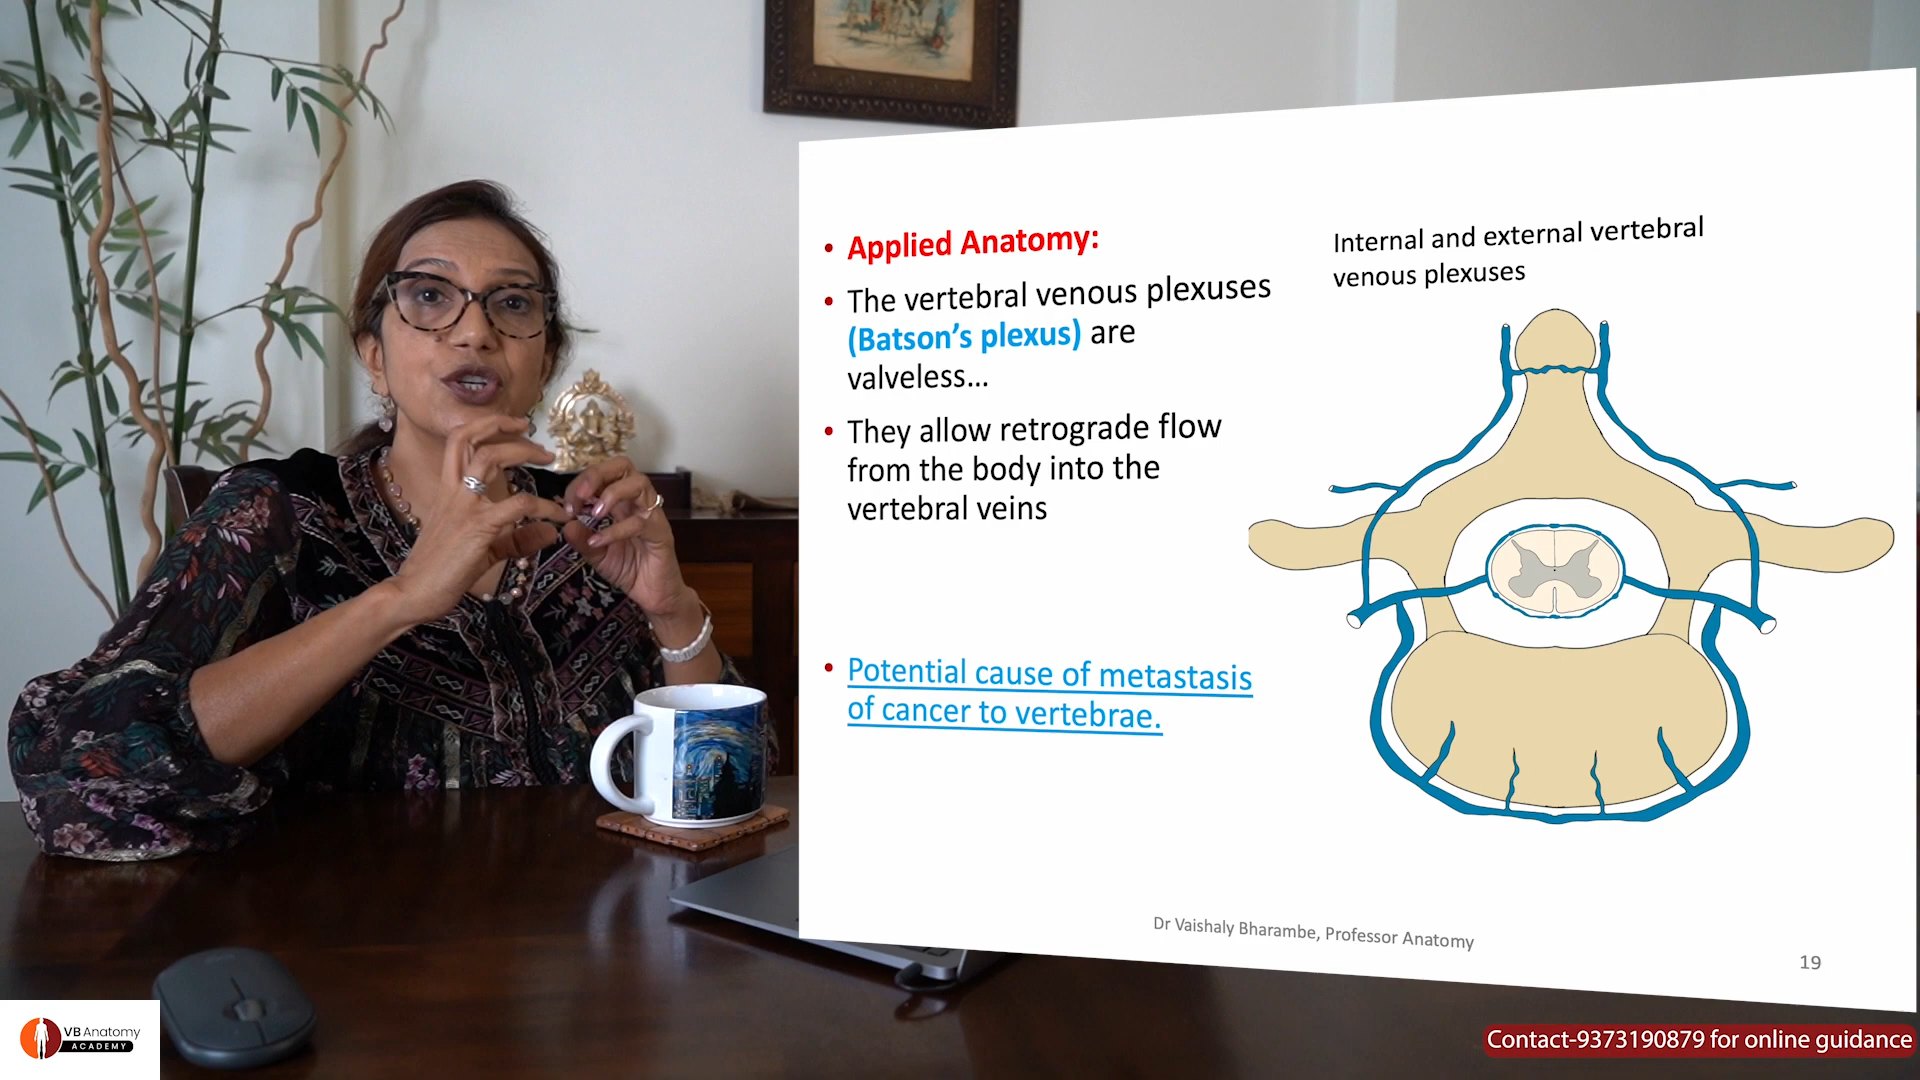 Applied Anatomy:
The vertebral venous plexuses
(Batson's plexus) are
valveless...
They allow retrograde flow
from the body into the
vertebral veins
Potential cause of metastasis
of cancer to vertebrae.
Internal and external vertebral
venous plexuses
Dr Vaishaly Bharambe, Professor Anatomy
19
VB Anatomy
ACADEMY
Contact-9373190879 for online guidance